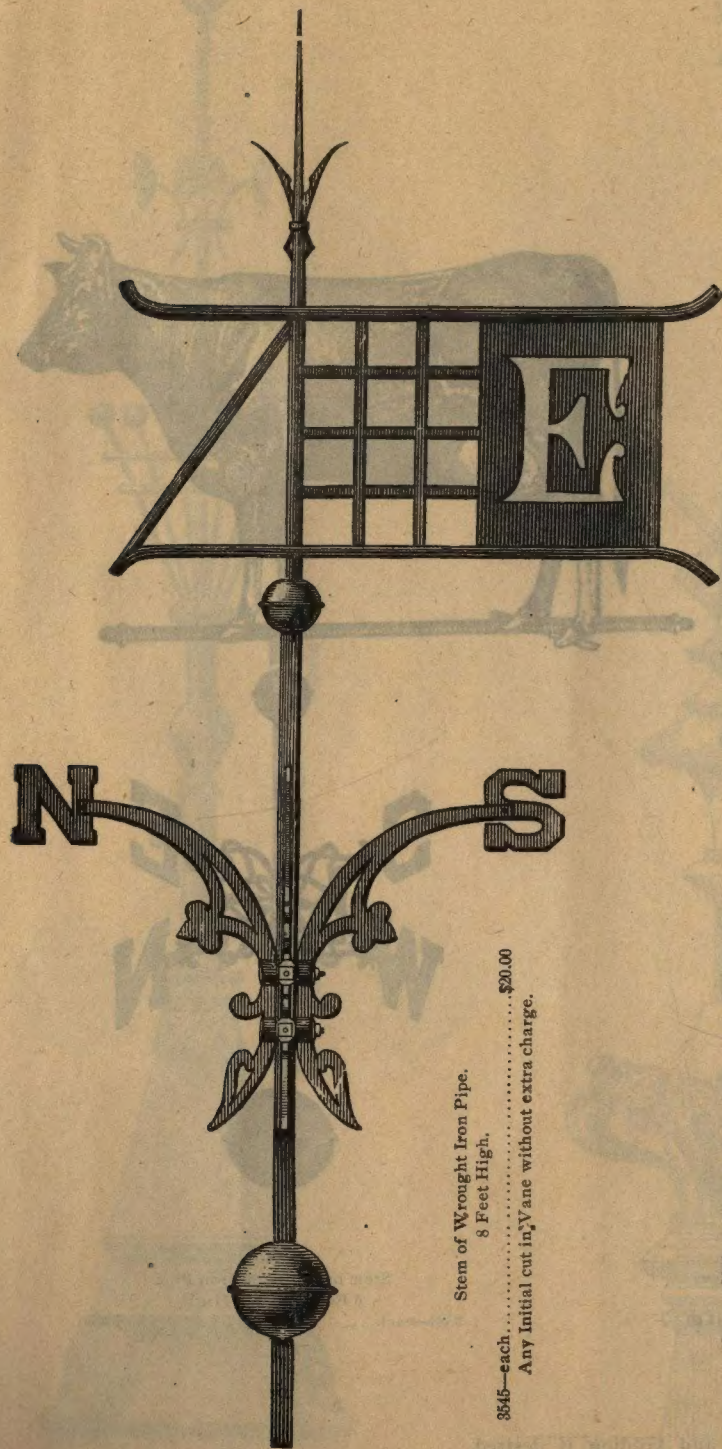 E
N S
Stem of Wrought Iron Pipe.
8 Feet High.
3545—each..............................$20.00
Any Initial cut in Vane without extra charge.